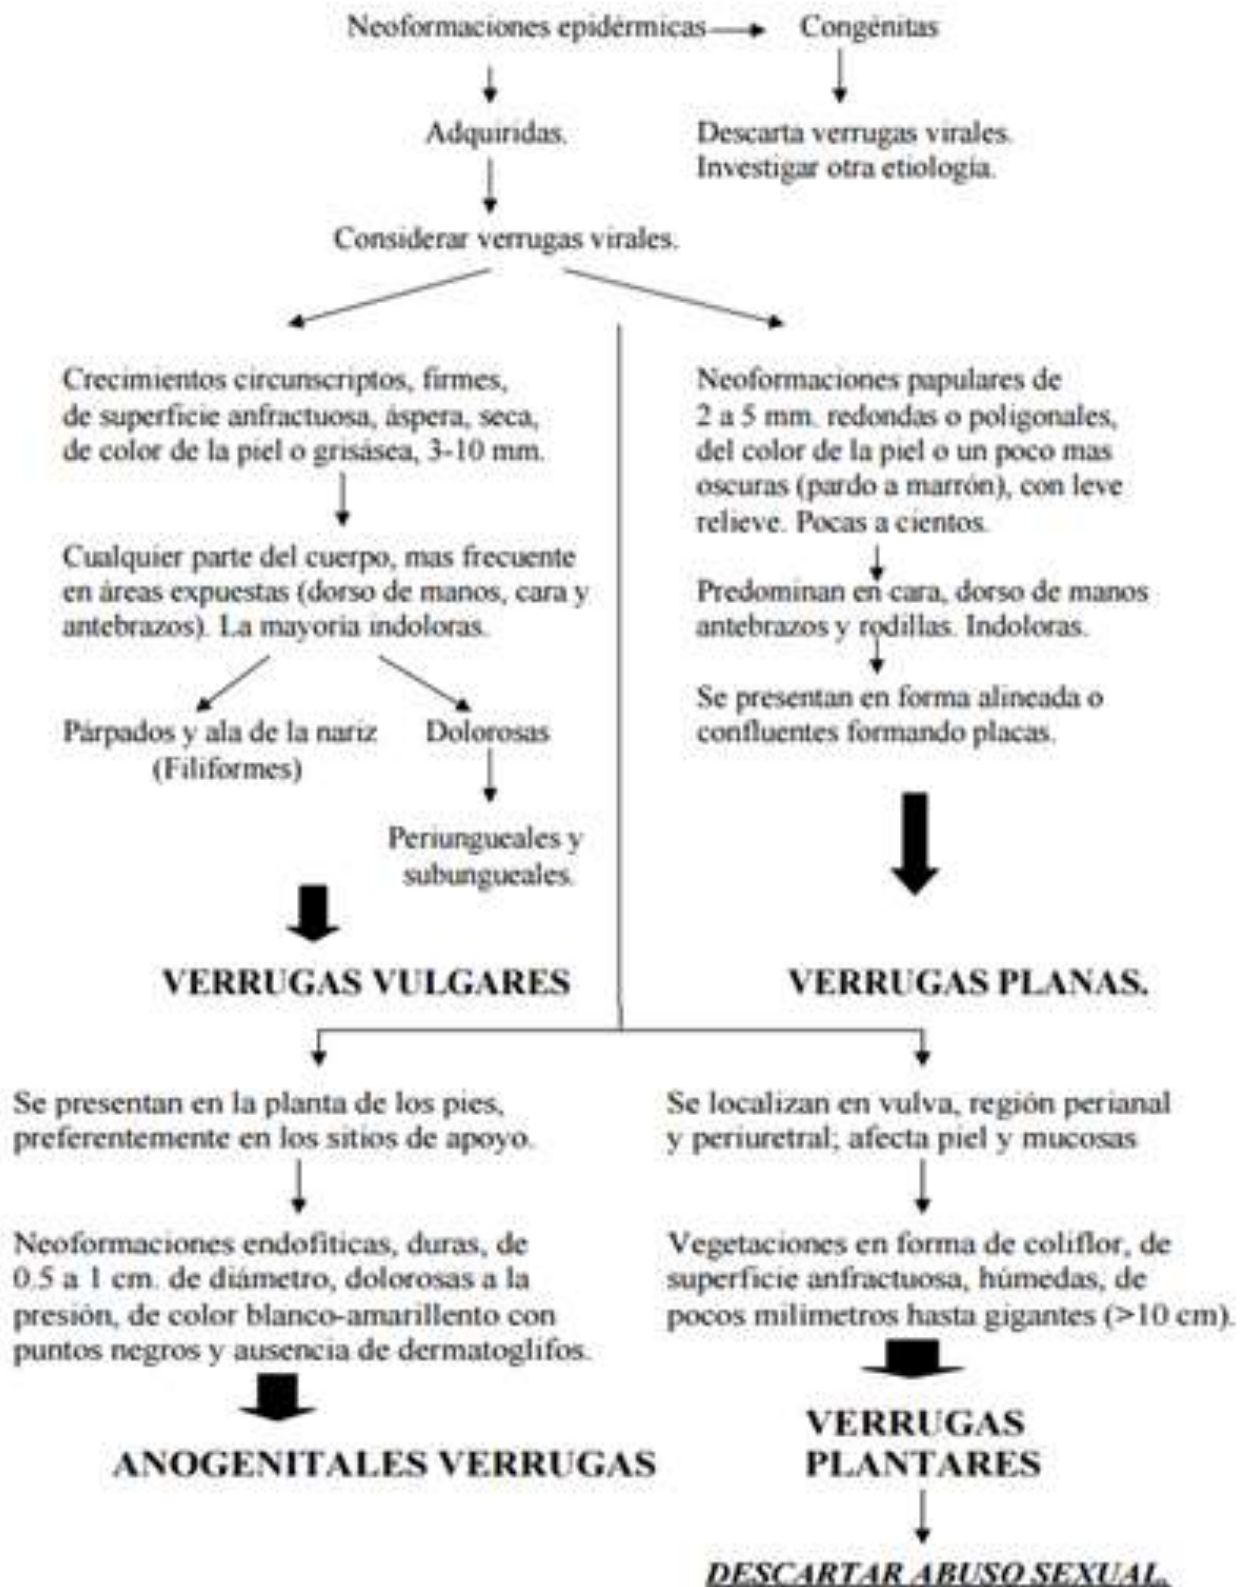 Neoformaciones epidérmicas
Congénitas
Adquiridas.
Descarta verrugas virales.
Investigar otra etiología.
Considerar verrugas virales.
Crecimientos circunscriptos, firmes,
de superficie anfractuosa, áspera, seca,
de color de la piel o grisásea, 3-10 mm.
Cualquier parte del cuerpo, mas frecuente
en áreas expuestas (dorso de manos, cara y
antebrazos). La mayoria indoloras.
Párpados y ala de la nariz
(Filiformes)
Dolorosas
Periungueales y
subungueales.
VERRUGAS VULGARES
Neoformaciones papulares de
2 a 5 mm. redondas o poligonales,
del color de la piel o un poco mas
oscuras (pardo a marrón), con leve
relieve. Pocas a cientos.
Predominan en cara, dorso de manos
antebrazos y rodillas. Indoloras.
Se presentan en forma alineada o
confluentes formando placas.
VERRUGAS PLANAS.
Se presentan en la planta de los pies,
preferentemente en los sitios de apoyo.
Neoformaciones endofíticas, duras, de
0.5 a 1 cm. de diámetro, dolorosas a la
presión, de color blanco-amarillento con
puntos negros y ausencia de dermatoglifos.
ANOGENITALES VERRUGAS
Se localizan en vulva, región perianal
y periuretral; afecta piel y mucosas
Vegetaciones en forma de coliflor, de
superficie anfractuosa, húmedas, de
pocos milímetros hasta gigantes (>10 cm).
VERRUGAS
PLANTARES
DESCARTAR ABUSO SEXUAL.